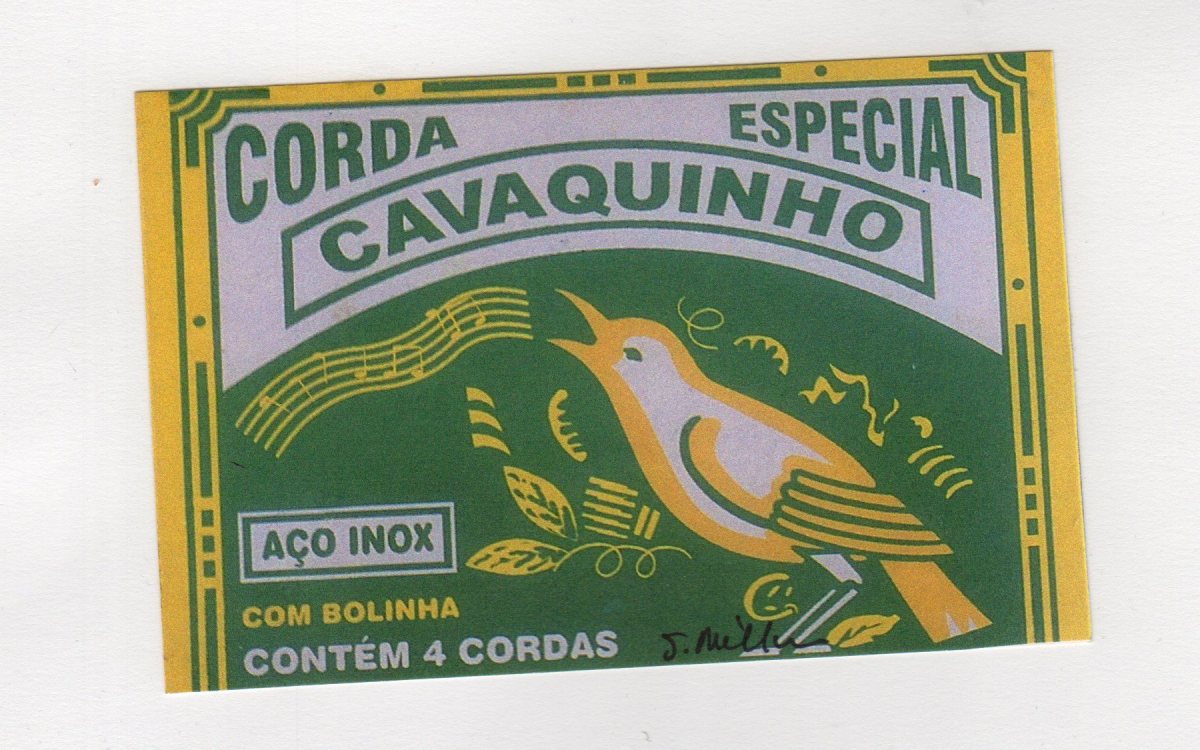 CORDA ESPECIAL
CAVAQUINHO
AÇO INOX
COM BOLINHA
CONTÉM 4 CORDAS